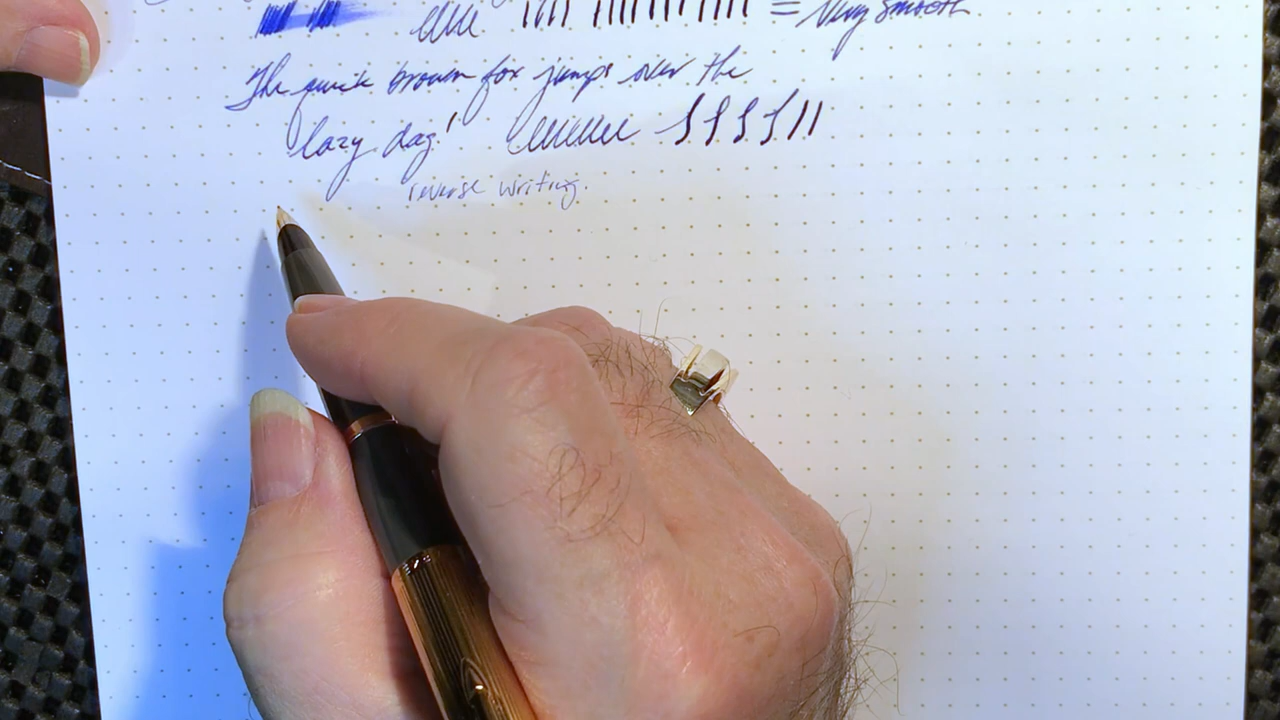 = Very smooth
The quick brown fox jumps over the
lazy dog!
reverse writing.